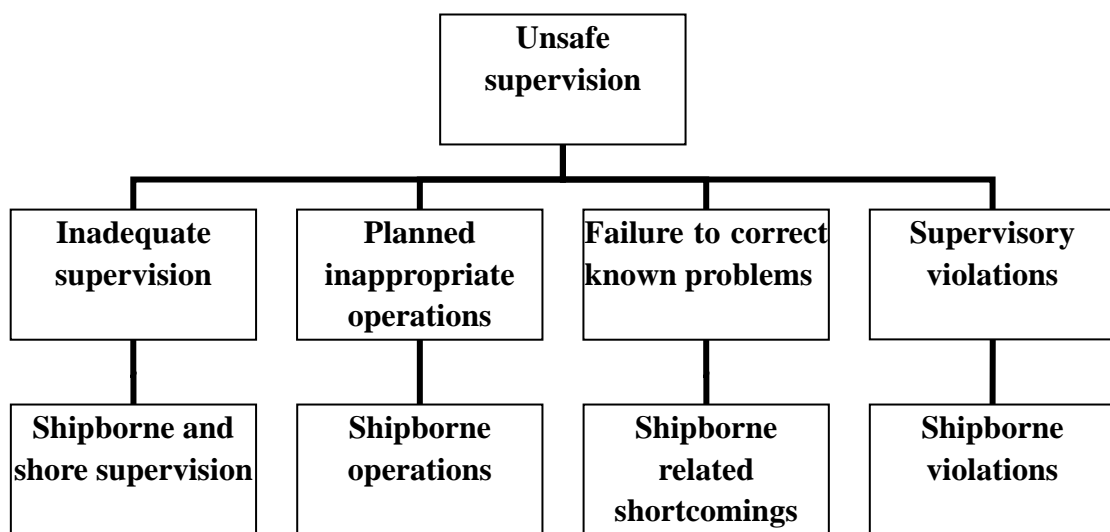 Unsafe
supervision
Inadequate
supervision
Planned
inappropriate
operations
Failure to correct
known problems
Supervisory
violations
Shipborne and
shore supervision
Shipborne
operations
Shipborne
related
shortcomings
Shipborne
violations